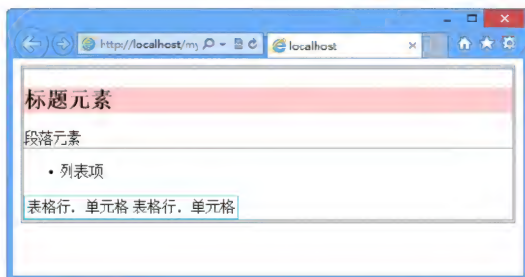 http://localhost/my
localhost
标题元素
段落元素
• 列表项
表格行，单元格 表格行，单元格